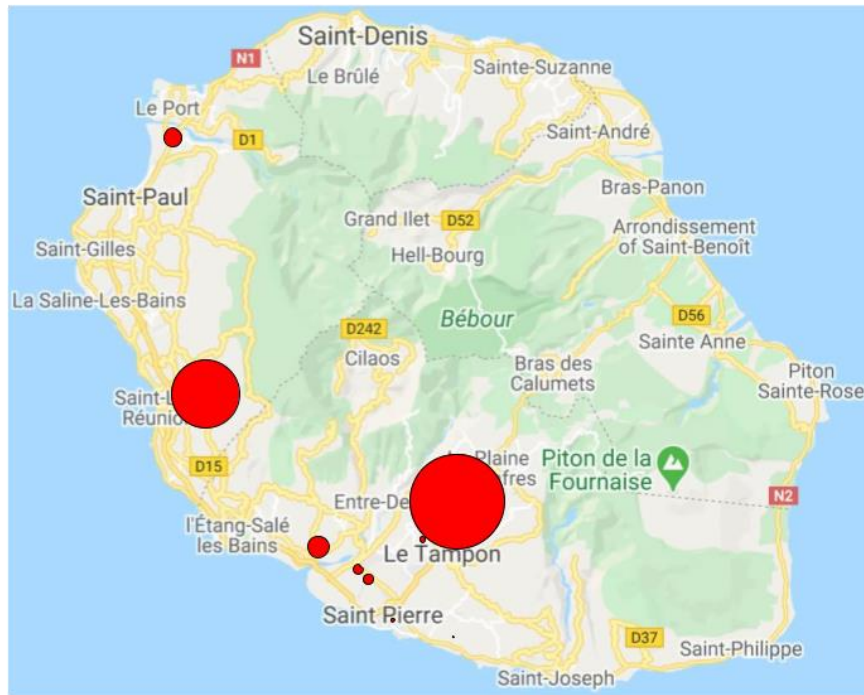 Saint-Denis
N1
Le Brûlé
Sainte-Suzanne
Le Port
D1
Saint-André
Saint-Paul
Bras-Panon
Grand Ilet
D52
Arrondissement
of Saint-Benoît
Saint-Gilles
Hell-Bourg
La Saline-Les-Bains
D56
Bébour
D242
Sainte Anne
Cilaos
Bras des
Calumets
Piton
Sainte-Rose
Réunion
D15
Plaine
Piton de la
Fournaise
N2
l'Étang-Salé
les Bains
Le Tampon
Saint Pierre
D37
Saint-Philippe
Saint-Joseph